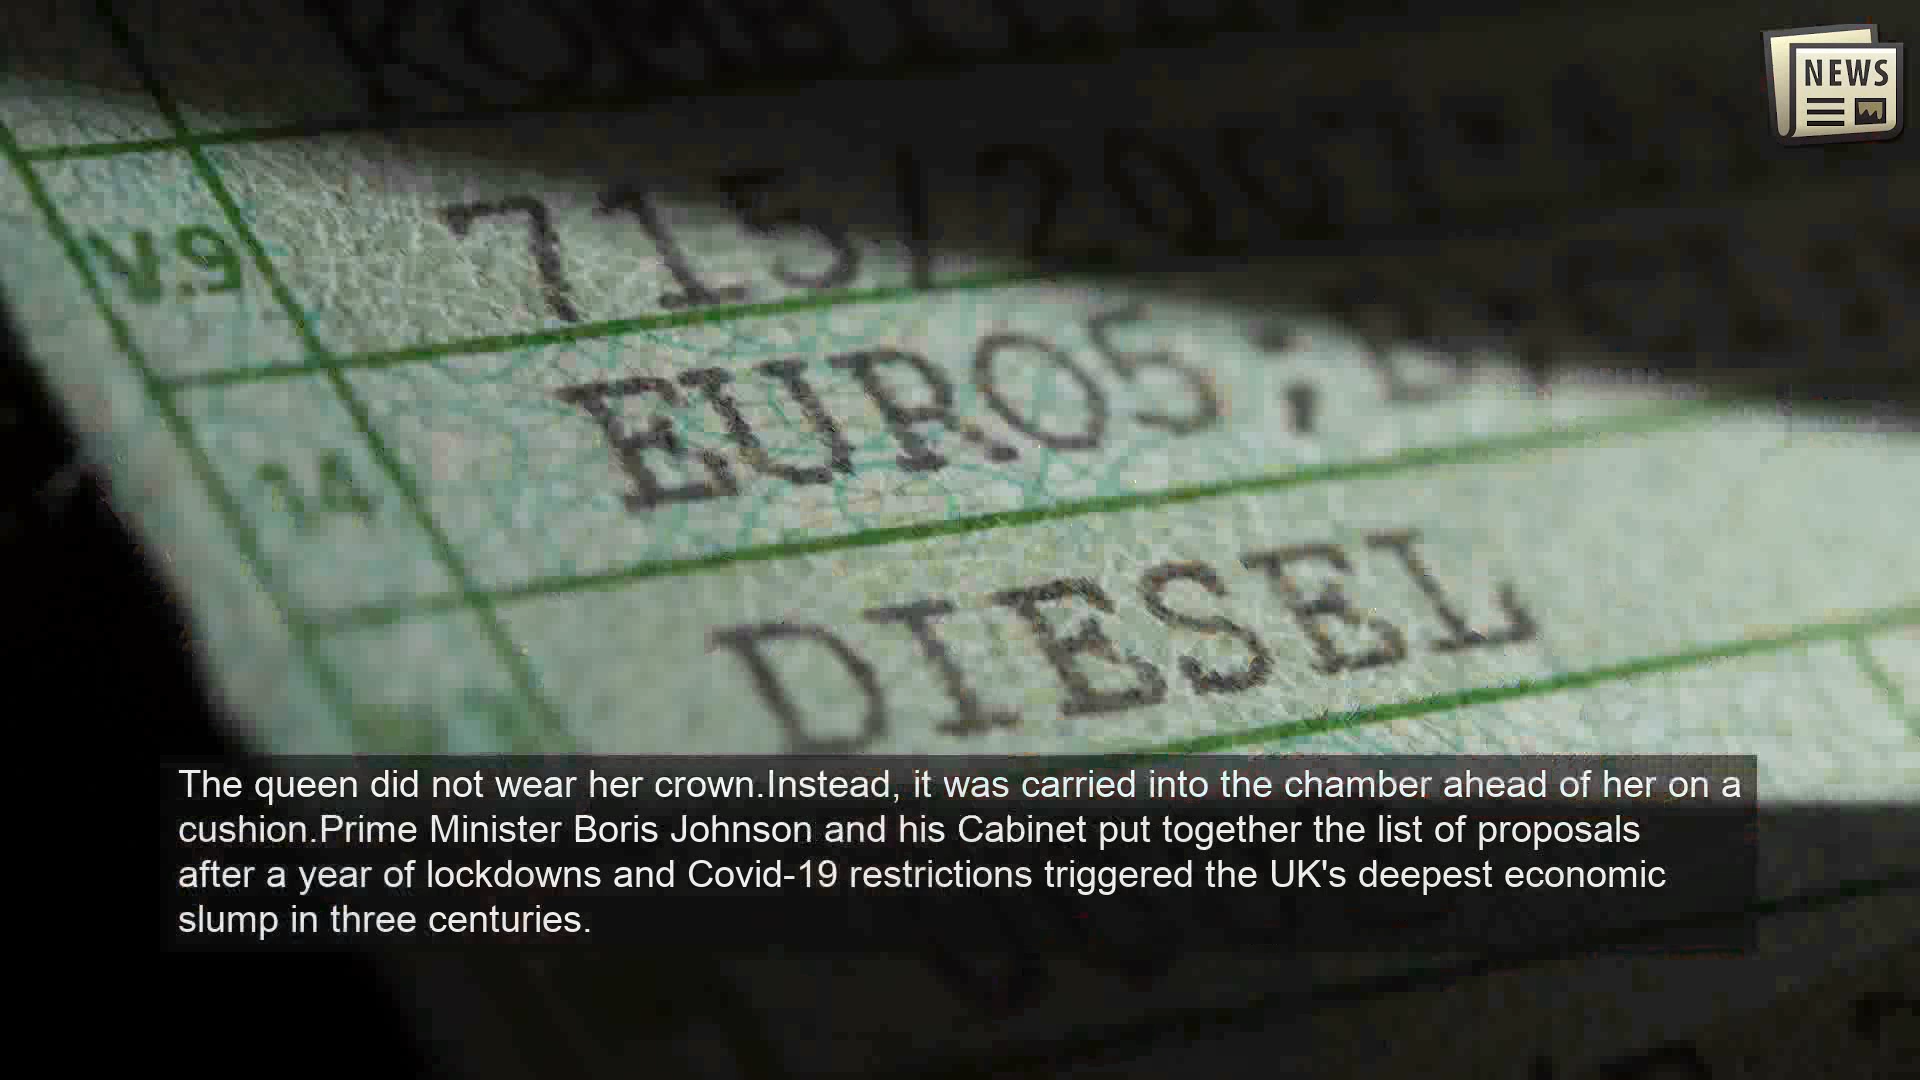 NEWS
V.9
715/2007*
14
EURO5;
DIESEL
The queen did not wear her crown.Instead, it was carried into the chamber ahead of her on a
cushion.Prime Minister Boris Johnson and his Cabinet put together the list of proposals
after a year of lockdowns and Covid-19 restrictions triggered the UK's deepest economic
slump in three centuries.